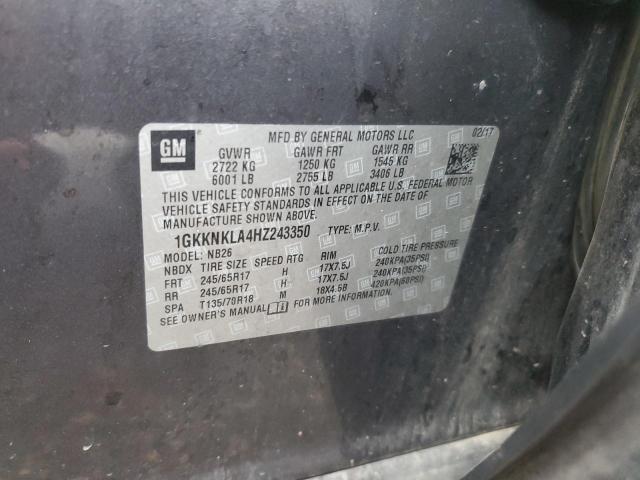 GM
MFD BY GENERAL MOTORS LLC 02/17
GVWR GAWR FRT GAWR RR
2722 KG 1250 KG 1545 KG
6001 LB 2755 LB 3406 LB
THIS VEHICLE CONFORMS TO ALL APPLICABLE U.S. FEDERAL MOTOR
VEHICLE SAFETY STANDARDS IN EFFECT ON THE DATE OF
MANUFACTURE SHOWN ABOVE.
1GKKNKLA4HZ243350 TYPE: M.P.V.
MODEL: NB26
NBDX TIRE SIZE SPEED RTG RIM COLD TIRE PRESSURE
FRT 245/65R17 H 17X7.5J 240KPA(35PSI)
RR 245/65R17 H 17X7.5J 240KPA(35PSI)
SPA T135/70R18 M 18X4.5B 420KPA(60PSI)
SEE OWNER'S MANUAL FOR MORE INFORMATION.